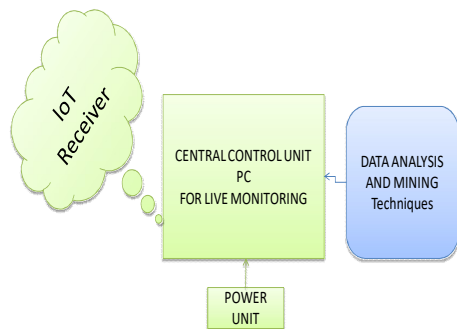 IoT
Receiver
CENTRAL CONTROL UNIT
PC
FOR LIVE MONITORING
DATA ANALYSIS
AND MINING
Techniques
POWER
UNIT